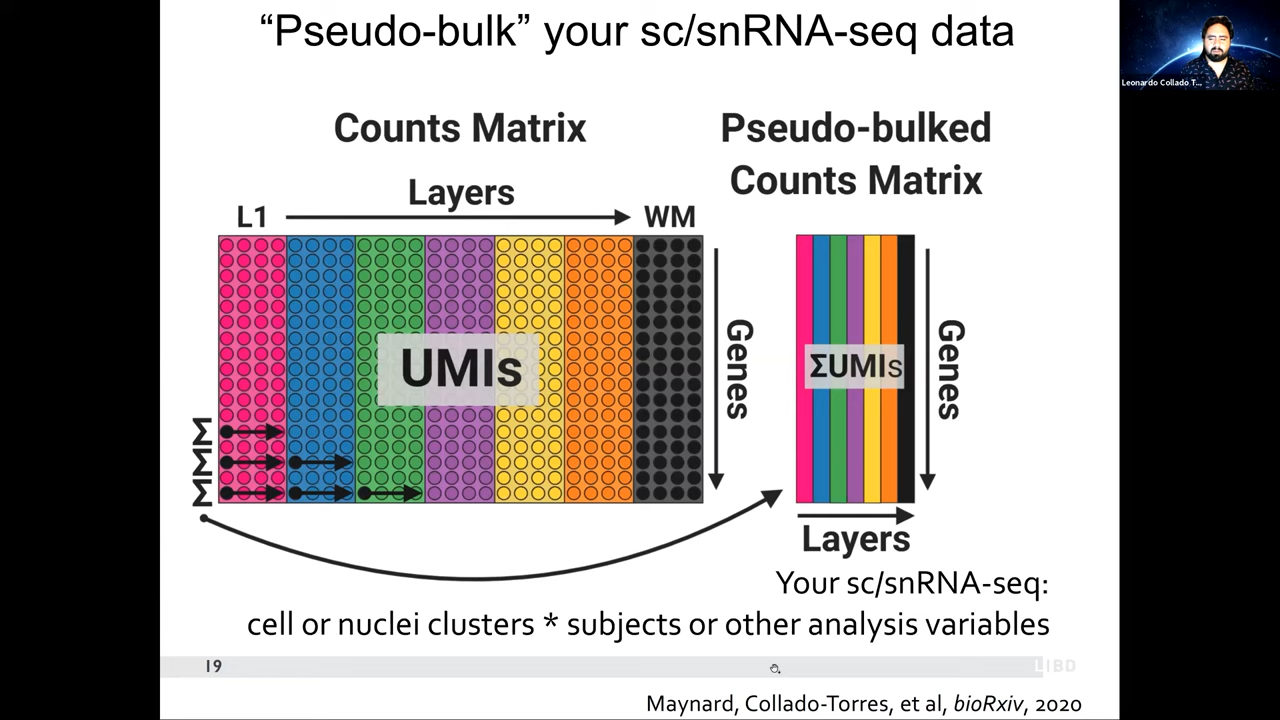 “Pseudo-bulk” your sc/snRNA-seq data
Leonardo Collado T...
Counts Matrix
Pseudo-bulked
Counts Matrix
Layers
L1
WM
UMIs
Genes
ΣΣΣ
ΣUMIs
Genes
Layers
Your sc/snRNA-seq:
cell or nuclei clusters * subjects or other analysis variables
19
LIBD
Maynard, Collado-Torres, et al, bioRxiv, 2020